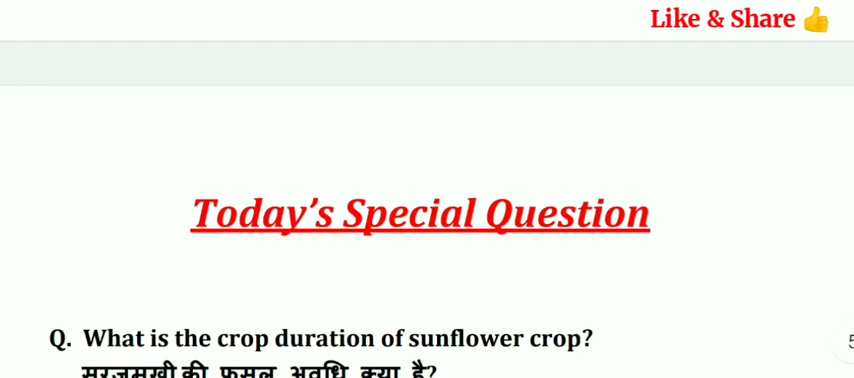 Like & Share 👍
Today's Special Question
Q. What is the crop duration of sunflower crop?
सूरजमुखी की फसल अवधि क्या है?